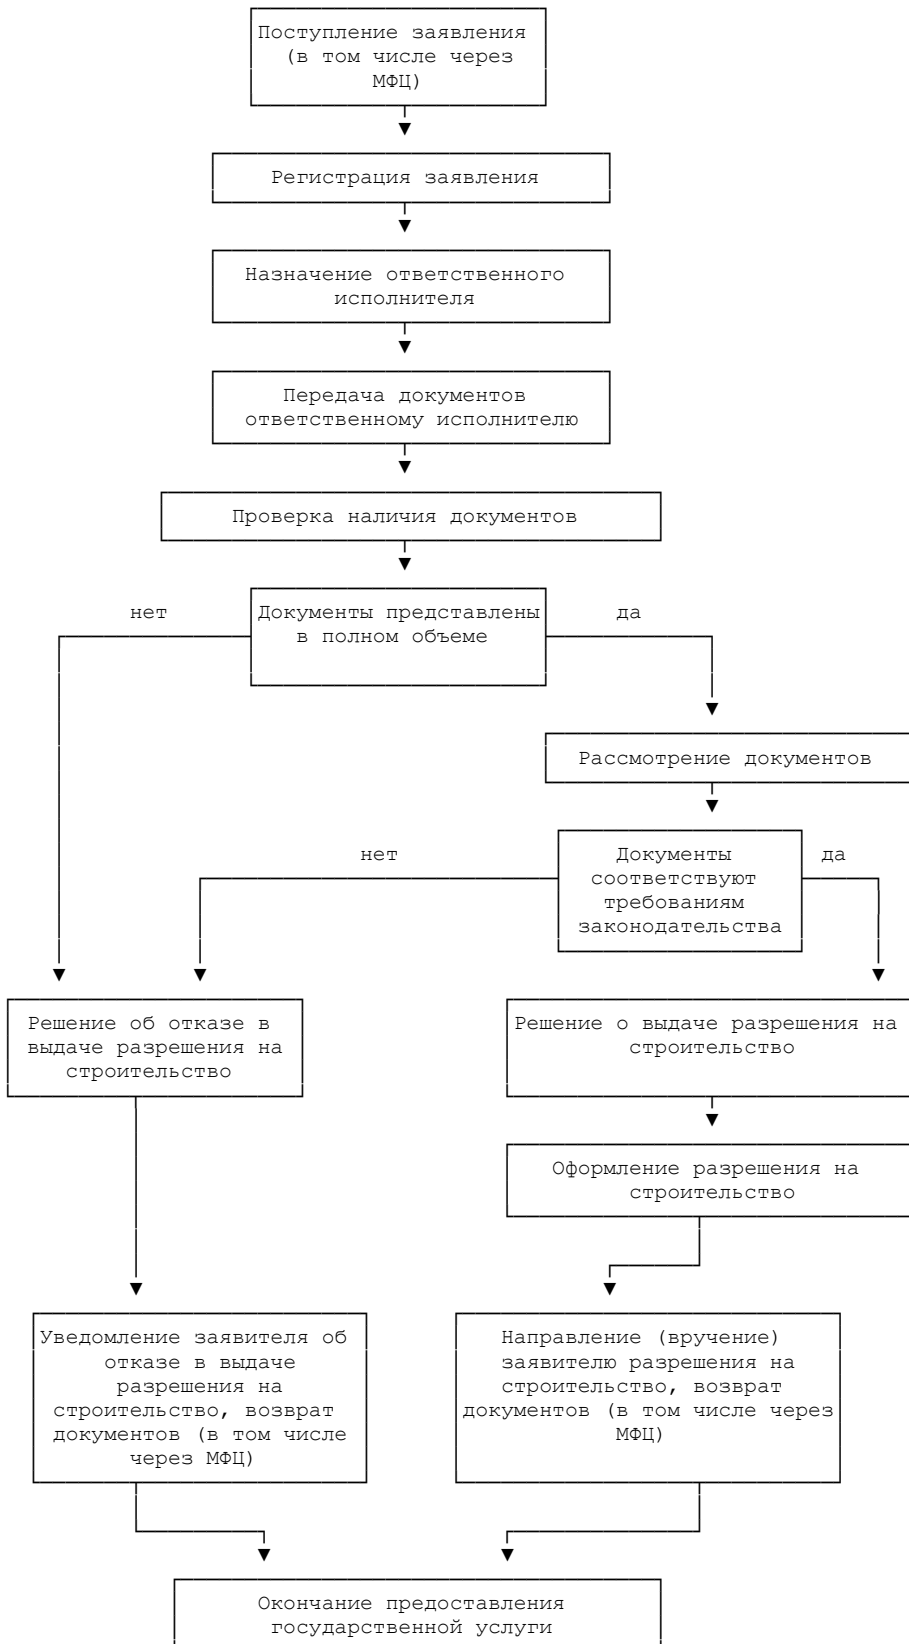 Поступление заявления
(в том числе через
МФЦ)
Регистрация заявления
Назначение ответственного
исполнителя
Передача документов
ответственному исполнителю
Проверка наличия документов
нет
Документы представлены
в полном объеме
да
Рассмотрение документов
нет
Документы
соответствуют
требованиям
законодательства
да
Решение об отказе в
выдаче разрешения на
строительство
Решение о выдаче разрешения на
строительство
Оформление разрешения на
строительство
Уведомление заявителя об
отказе в выдаче
разрешения на
строительство, возврат
документов (в том числе
через МФЦ)
Направление (вручение)
заявителю разрешения на
строительство, возврат
документов (в том числе через
МФЦ)
Окончание предоставления
государственной услуги